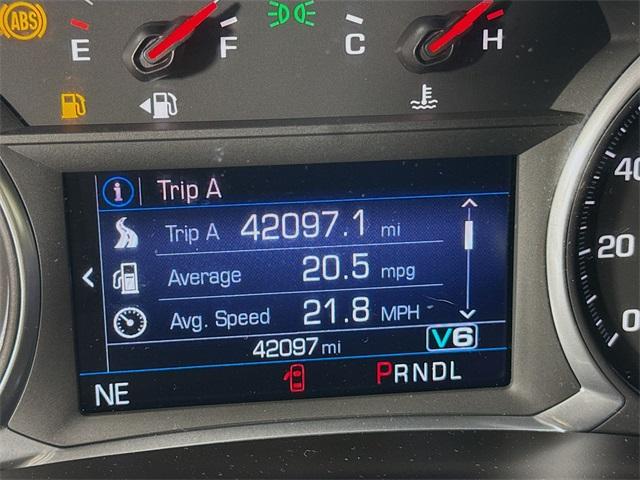 ABS
E F C H
Trip A
Trip A 42097.1 mi
Average 20.5 mpg
Avg. Speed 21.8 MPH
42097 mi V6
NE PRNDL
40
20
0